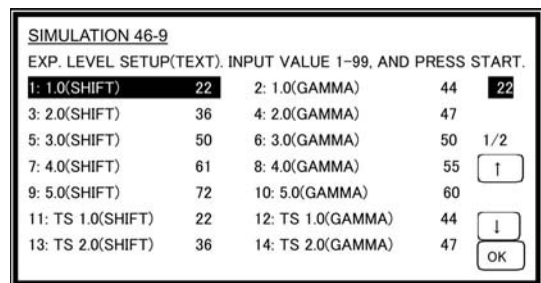 SIMULATION 46-9
EXP. LEVEL SETUP(TEXT). INPUT VALUE 1-99, AND PRESS START.
1: 1.0(SHIFT) 22 2: 1.0(GAMMA) 44 22
3: 2.0(SHIFT) 36 4: 2.0(GAMMA) 47
5: 3.0(SHIFT) 50 6: 3.0(GAMMA) 50 1/2
7: 4.0(SHIFT) 61 8: 4.0(GAMMA) 55 ↑
9: 5.0(SHIFT) 72 10: 5.0(GAMMA) 60
11: TS 1.0(SHIFT) 22 12: TS 1.0(GAMMA) 44 ↓
13: TS 2.0(SHIFT) 36 14: TS 2.0(GAMMA) 47 OK